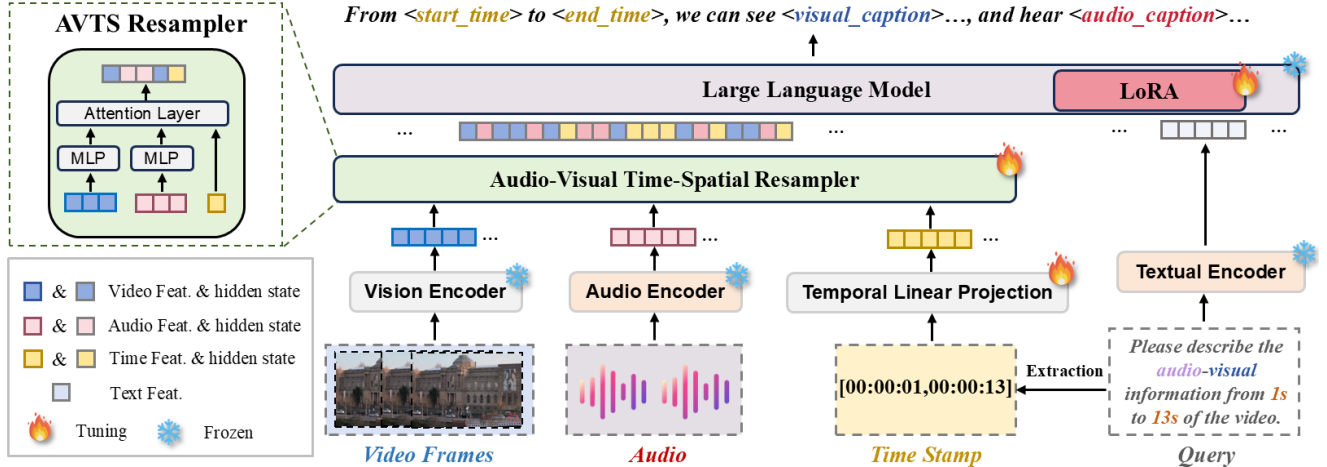 AVTS Resampler
Attention Layer
MLP
MLP
From <start_time> to <end_time>, we can see <visual_caption>..., and hear <audio_caption>...
Large Language Model
LoRA
...
...
...
...
Audio-Visual Time-Spatial Resampler
...
...
...
Vision Encoder
Audio Encoder
Temporal Linear Projection
Textual Encoder
[00:00:01,00:00:13]
Extraction
Please describe the
audio-visual
information from 1s
to 13s of the video.
Video Frames
Audio
Time Stamp
Query
& Video Feat. & hidden state
& Audio Feat. & hidden state
& Time Feat. & hidden state
Text Feat.
Tuning
Frozen